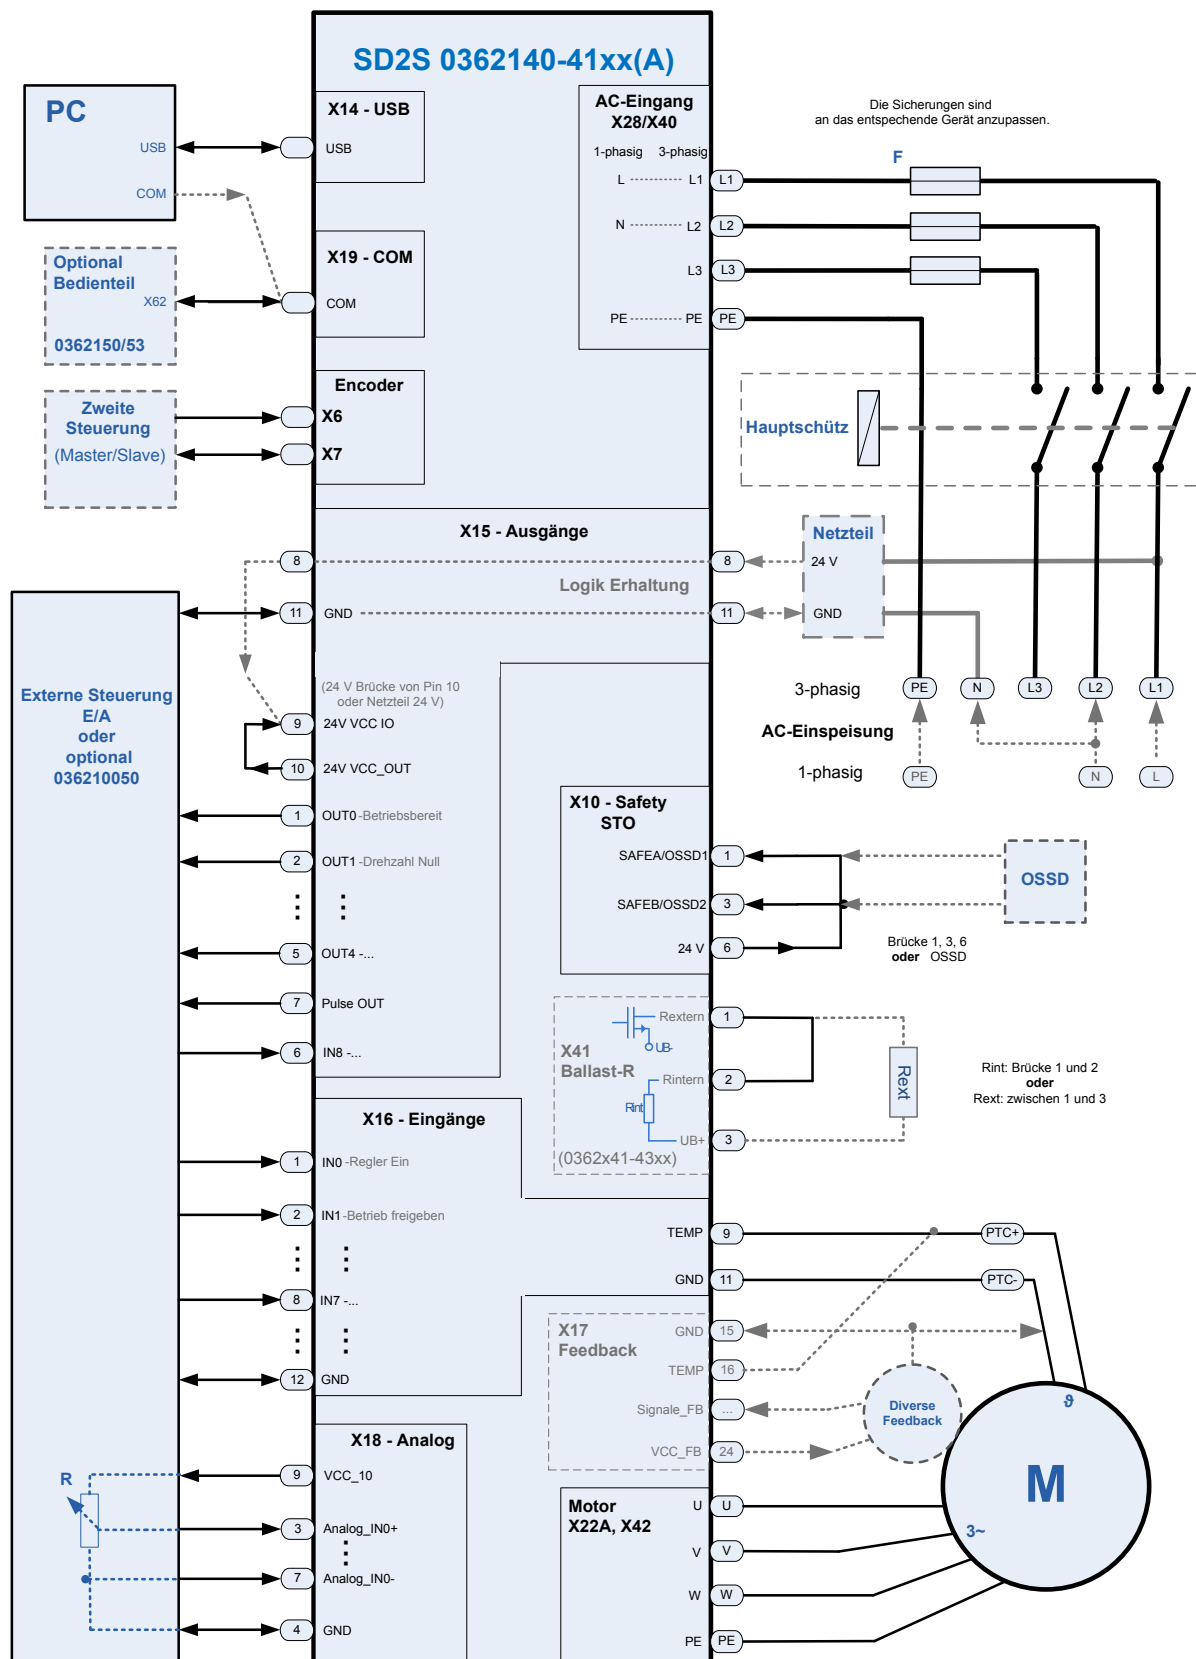 SD2S 0362140-41xx(A)
PC
USB
COM
X14 - USB
USB
AC-Eingang
X28/X40
1-phasig 3-phasig
L L1 L1
N L2 L2
L3 L3
PE PE PE
Die Sicherungen sind
an das entspechende Gerät anzupassen.
F
Optional
Bedienteil
X62
0362150/53
X19 - COM
COM
Zweite
Steuerung
(Master/Slave)
Encoder
X6
X7
Hauptschütz
X15 - Ausgänge
8
8
Logik Erhaltung
11 GND
11
Netzteil
24 V
GND
(24 V Brücke von Pin 10
oder Netzteil 24 V)
9 24V VCC IO
10 24V VCC_OUT
Externe Steuerung
E/A
oder
optional
036210050
3-phasig PE N L3 L2 L1
AC-Einspeisung
1-phasig PE N L
1 OUT0 -Betriebsbereit
2 OUT1 -Drehzahl Null
5 OUT4 -...
7 Pulse OUT
6 IN8 -...
X10 - Safety
STO
SAFEA/OSSD1 1
SAFEB/OSSD2 3
24 V 6
OSSD
Brücke 1, 3, 6
oder OSSD
Rextern 1
UB-
X41
Ballast-R
Rintern 2
Rint
UB+ 3
(0362x41-43xx)
Rext
Rint: Brücke 1 und 2
oder
Rext: zwischen 1 und 3
X16 - Eingänge
1 IN0 -Regler Ein
2 IN1 -Betrieb freigeben
8 IN7 -...
12 GND
TEMP 9 PTC+
GND 11 PTC-
X17
Feedback
GND 15
TEMP 16
Signale_FB ...
VCC_FB 24
Diverse
Feedback
ϑ
M
3~
X18 - Analog
9 VCC_10
R
3 Analog_IN0+
7 Analog_IN0-
4 GND
Motor
X22A, X42
U U
V V
W W
PE PE